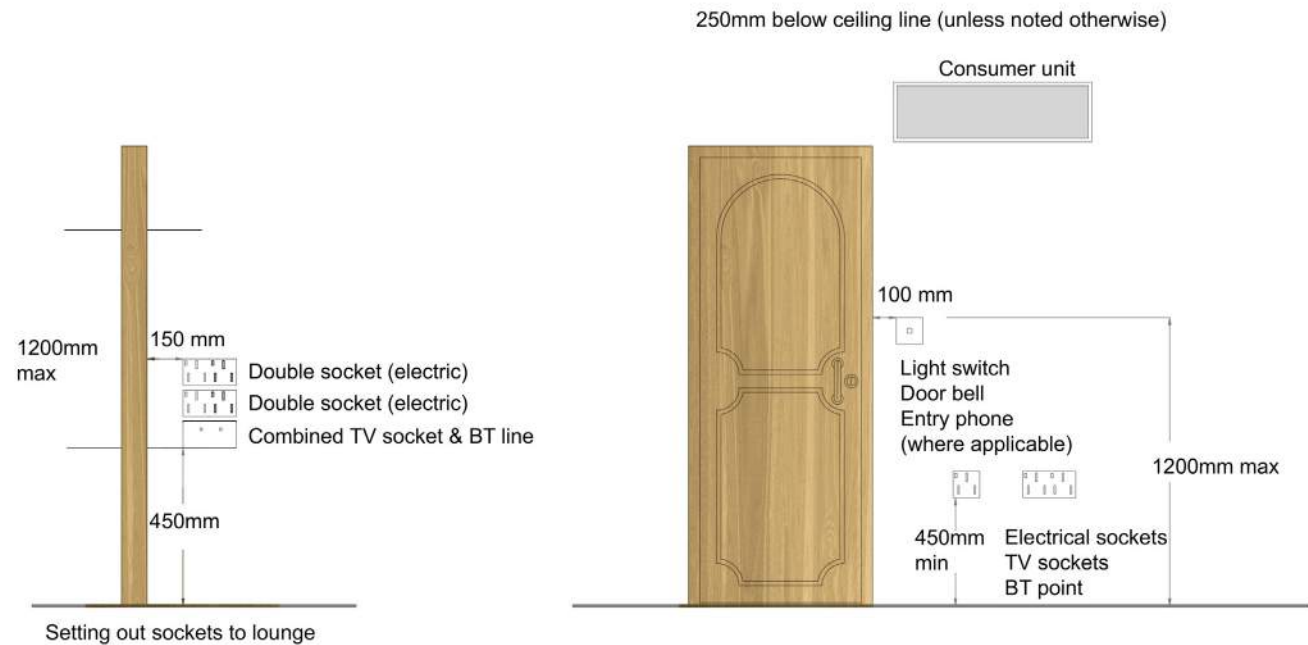 250mm below ceiling line (unless noted otherwise)
Consumer unit
1200mm
max
150 mm
Double socket (electric)
Double socket (electric)
Combined TV socket & BT line
450mm
Setting out sockets to lounge
100 mm
Light switch
Door bell
Entry phone
(where applicable)
1200mm max
450mm
min
Electrical sockets
TV sockets
BT point